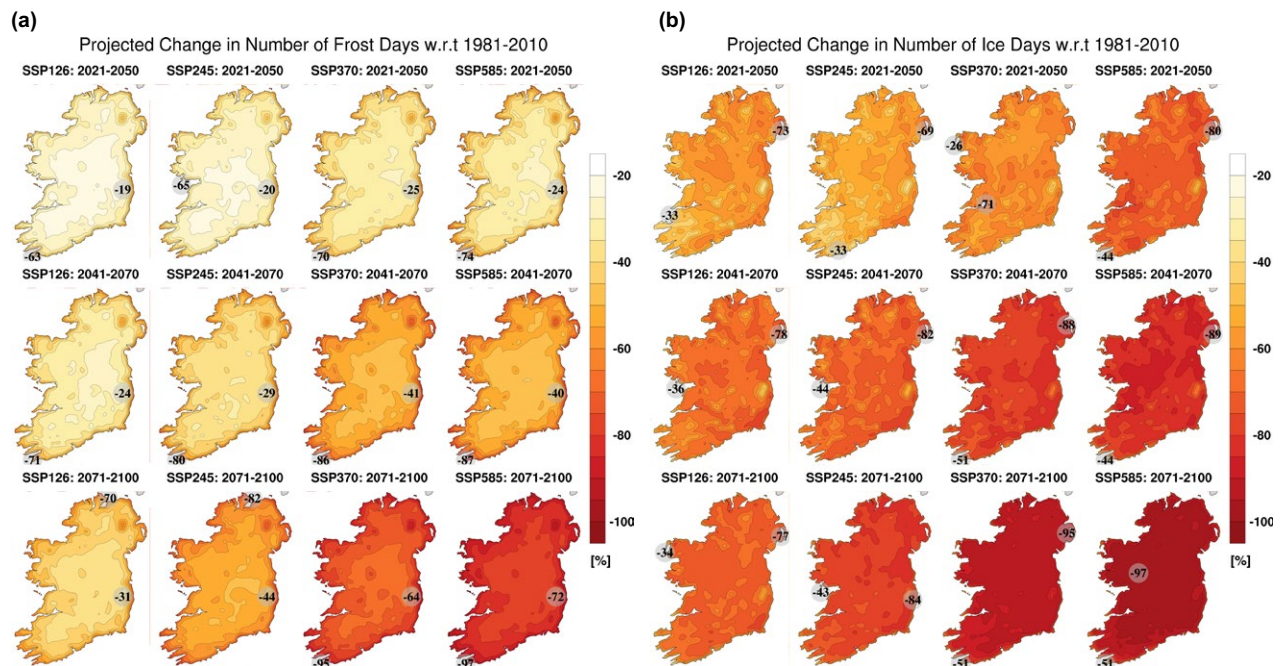 (a)
Projected Change in Number of Frost Days w.r.t 1981-2010
SSP126: 2021-2050 SSP245: 2021-2050 SSP370: 2021-2050 SSP585: 2021-2050
-19 -65 -20 -25 -24
-63 -70 -74
SSP126: 2041-2070 SSP245: 2041-2070 SSP370: 2041-2070 SSP585: 2041-2070
-24 -29 -41 -40
-71 -80 -86 -87
SSP126: 2071-2100 SSP245: 2071-2100 SSP370: 2071-2100 SSP585: 2071-2100
-70 -82
-31 -44 -64 -72
-95 -97
-20
-40
-60
-80
-100
[%]
(b)
Projected Change in Number of Ice Days w.r.t 1981-2010
SSP126: 2021-2050 SSP245: 2021-2050 SSP370: 2021-2050 SSP585: 2021-2050
-73 -69 -26 -80
-33 -71
-33 -44
SSP126: 2041-2070 SSP245: 2041-2070 SSP370: 2041-2070 SSP585: 2041-2070
-78 -82 -88 -89
-36 -44
-51 -44
SSP126: 2071-2100 SSP245: 2071-2100 SSP370: 2071-2100 SSP585: 2071-2100
-34 -77 -95
-97
-43 -84
-51 -51
-20
-40
-60
-80
-100
[%]